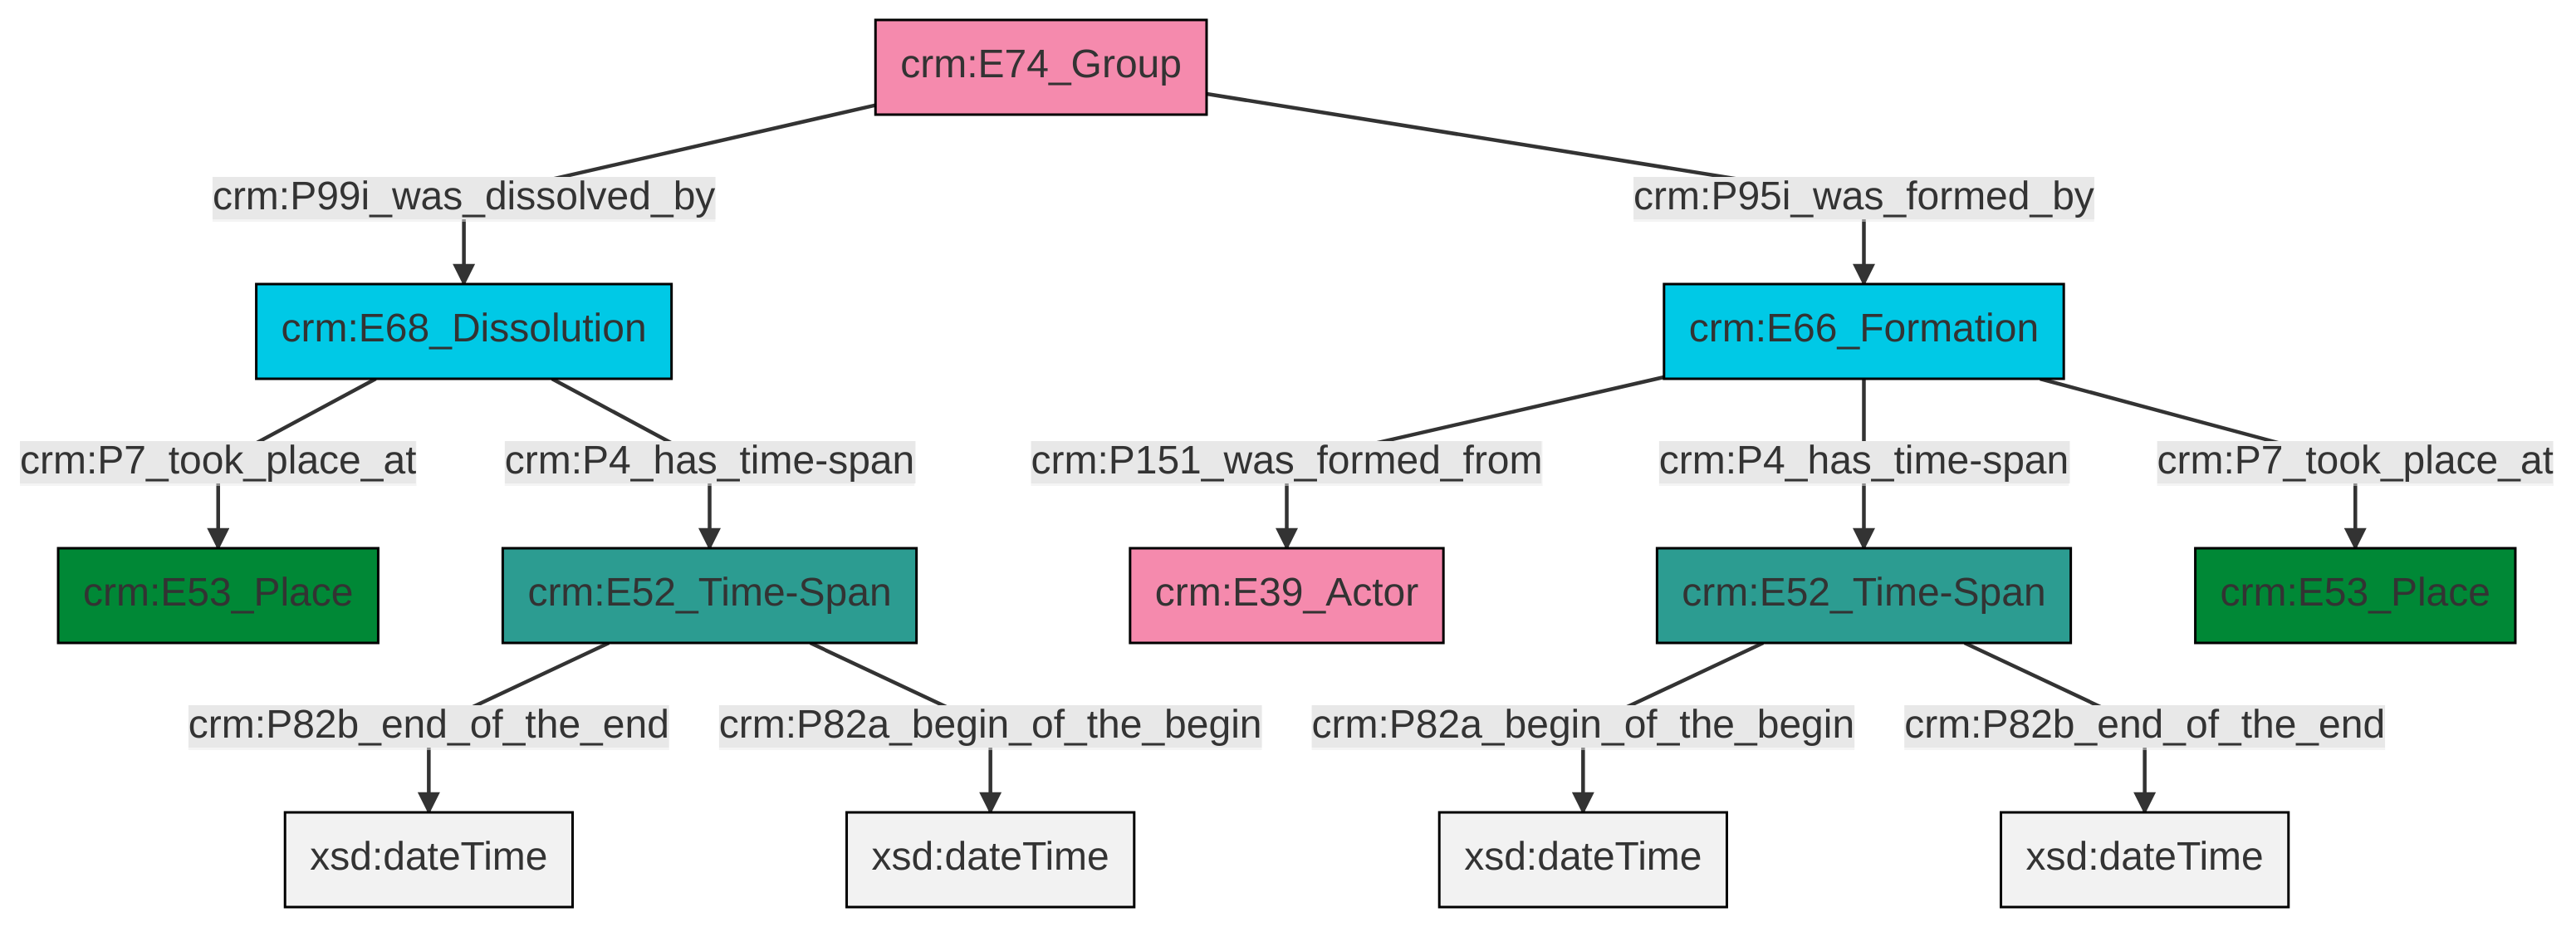 crm:E74_Group
crm:P99i_was_dissolved_by
crm:P95i_was_formed_by
crm:E68_Dissolution
crm:E66_Formation
crm:P7_took_place_at
crm:P4_has_time-span
crm:P151_was_formed_from
crm:P4_has_time-span
crm:P7_took_place_at
crm:E53_Place
crm:E52_Time-Span
crm:E39_Actor
crm:E52_Time-Span
crm:E53_Place
crm:P82b_end_of_the_end
crm:P82a_begin_of_the_begin
crm:P82a_begin_of_the_begin
crm:P82b_end_of_the_end
xsd:dateTime
xsd:dateTime
xsd:dateTime
xsd:dateTime